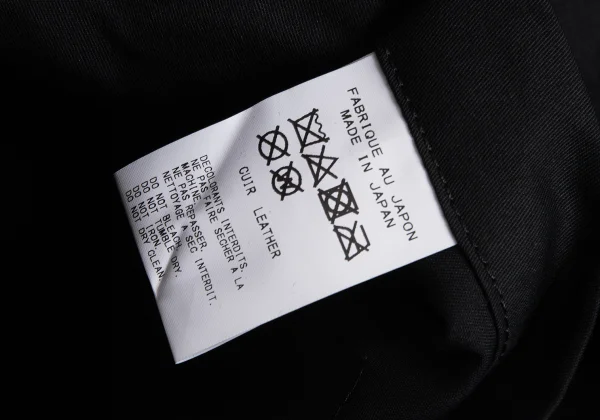 FABRIQUE AU JAPON
MADE IN JAPAN
CUIR LEATHER
DECOLORANTS INTERDITS.
NE PAS FAIRE SECHER A LA
MACHINE.
NE PAS REPASSER.
NETTOYAGE A SEC INTERDIT.
DO NOT BLEACH.
DO NOT TUMBLE DRY.
DO NOT IRON.
DO NOT DRY CLEAN.